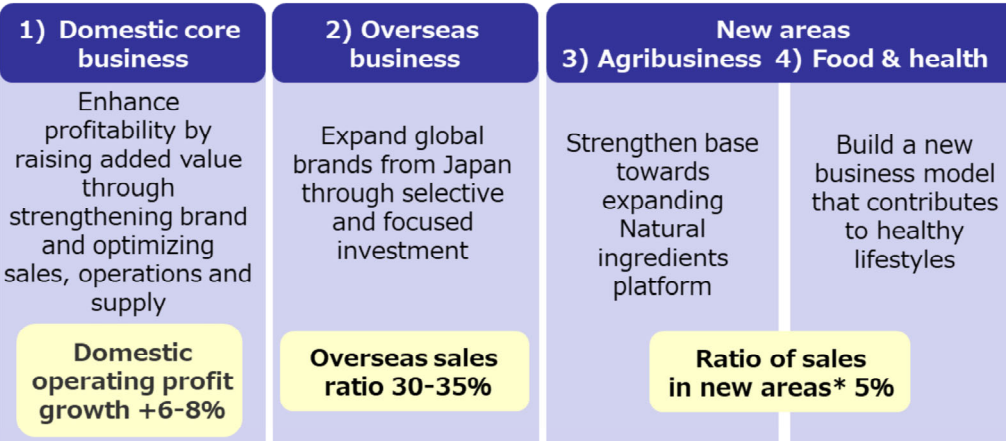 1) Domestic core
business
Enhance
profitability by
raising added value
through
strengthening brand
and optimizing
sales, operations and
supply
Domestic
operating profit
growth +6-8%
2) Overseas
business
Expand global
brands from Japan
through selective
and focused
investment
Overseas sales
ratio 30-35%
New areas
3) Agribusiness 4) Food & health
Strengthen base
towards
expanding
Natural
ingredients
platform
Build a new
business model
that contributes
to healthy
lifestyles
Ratio of sales
in new areas* 5%